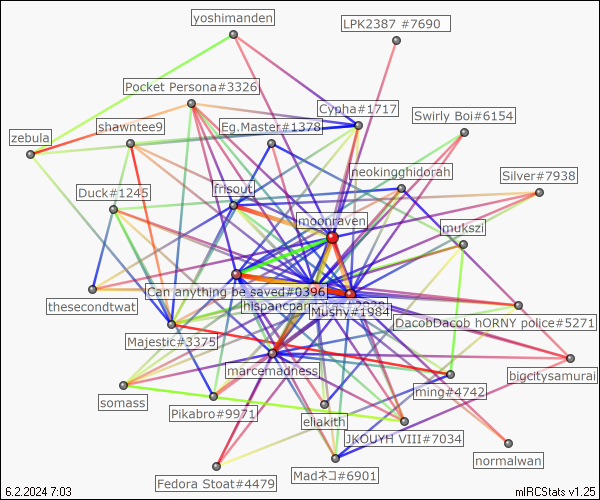 yoshimanden
LPK2387 #7690
Pocket Persona#3326
Cypha#1717
Swirly Boi#6154
shawntee9
Eg.Master#1378
zebula
neokingghidorah
Silver#7938
Duck#1245
frisout
moonraven
mukszi
Can anything be saved#0396
thesecondtwat
Mushy#1984
DacobDacob hORNY police#5271
Majestic#3375
marcemadness
bigcitysamurai
ming#4742
somass
Pikabro#9971
eliakith
JKOUYH VIII#7034
normalwan
Fedora Stoat#4479
Madネコ#6901
6.2.2024 7:03
mIRCStats v1.25